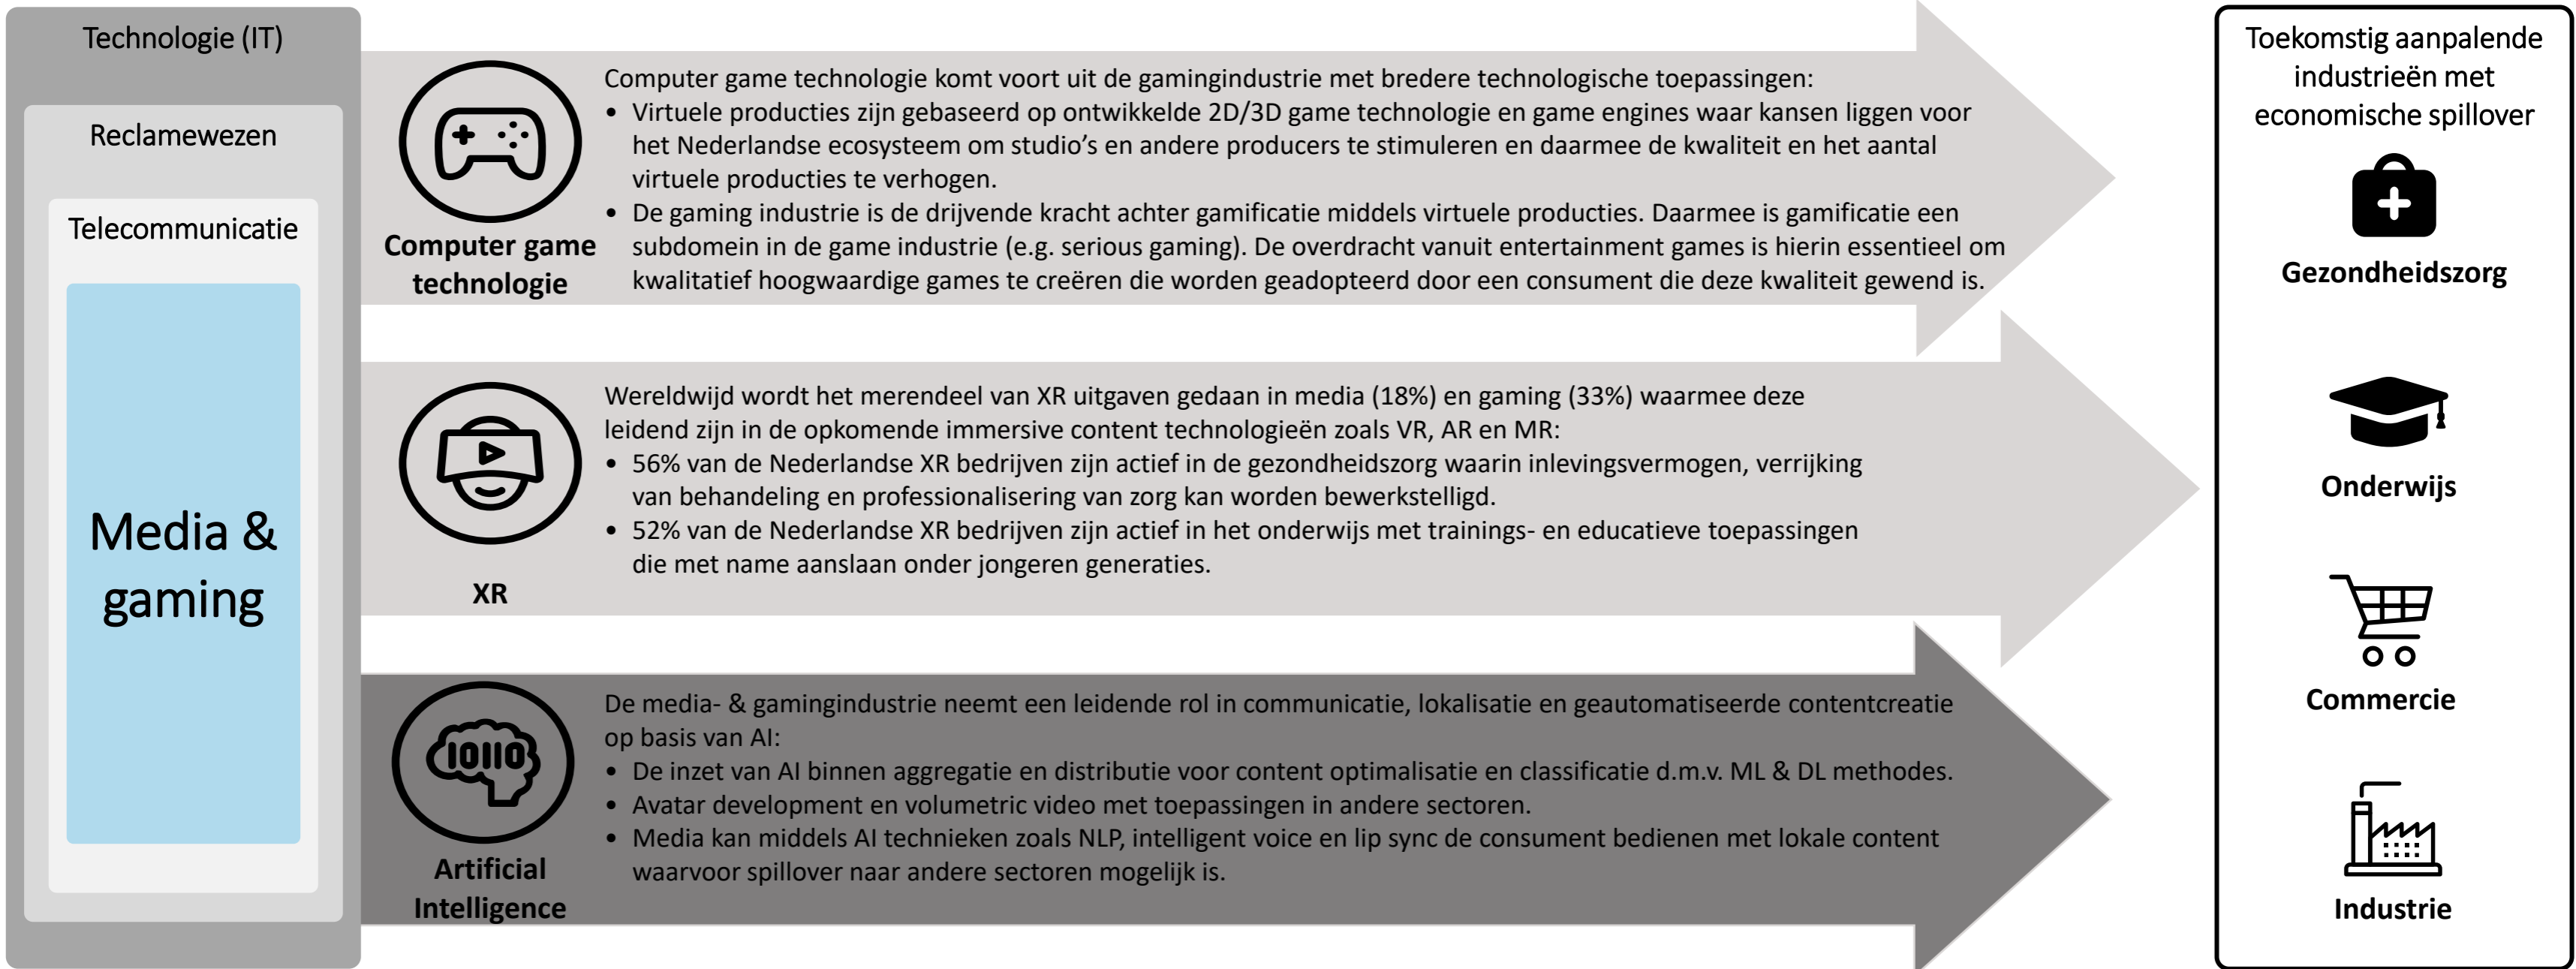 Technologie (IT)
Reclamewezen
Telecommunicatie
Media &
gaming
Computer game
technologie
Computer game technologie komt voort uit de gamingindustrie met bredere technologische toepassingen:
• Virtuele producties zijn gebaseerd op ontwikkelde 2D/3D game technologie en game engines waar kansen liggen voor
het Nederlandse ecosysteem om studio's en andere producers te stimuleren en daarmee de kwaliteit en het aantal
virtuele producties te verhogen.
• De gaming industrie is de drijvende kracht achter gamificatie middels virtuele producties. Daarmee is gamificatie een
subdomein in de game industrie (e.g. serious gaming). De overdracht vanuit entertainment games is hierin essentieel om
kwalitatief hoogwaardige games te creëren die worden geadopteerd door een consument die deze kwaliteit gewend is.
XR
Wereldwijd wordt het merendeel van XR uitgaven gedaan in media (18%) en gaming (33%) waarmee deze
leidend zijn in de opkomende immersive content technologieën zoals VR, AR en MR:
• 56% van de Nederlandse XR bedrijven zijn actief in de gezondheidszorg waarin inlevingsvermogen, verrijking
van behandeling en professionalisering van zorg kan worden bewerkstelligd.
• 52% van de Nederlandse XR bedrijven zijn actief in het onderwijs met trainings- en educatieve toepassingen
die met name aanslaan onder jongeren generaties.
10110
Artificial
Intelligence
De media- & gamingindustrie neemt een leidende rol in communicatie, lokalisatie en geautomatiseerde contentcreatie
op basis van AI:
• De inzet van AI binnen aggregatie en distributie voor content optimalisatie en classificatie d.m.v. ML & DL methodes.
• Avatar development en volumetric video met toepassingen in andere sectoren.
• Media kan middels AI technieken zoals NLP, intelligent voice en lip sync de consument bedienen met lokale content
waarvoor spillover naar andere sectoren mogelijk is.
Toekomstig aanpalende
industrieën met
economische spillover
Gezondheidszorg
Onderwijs
Commercie
Industrie